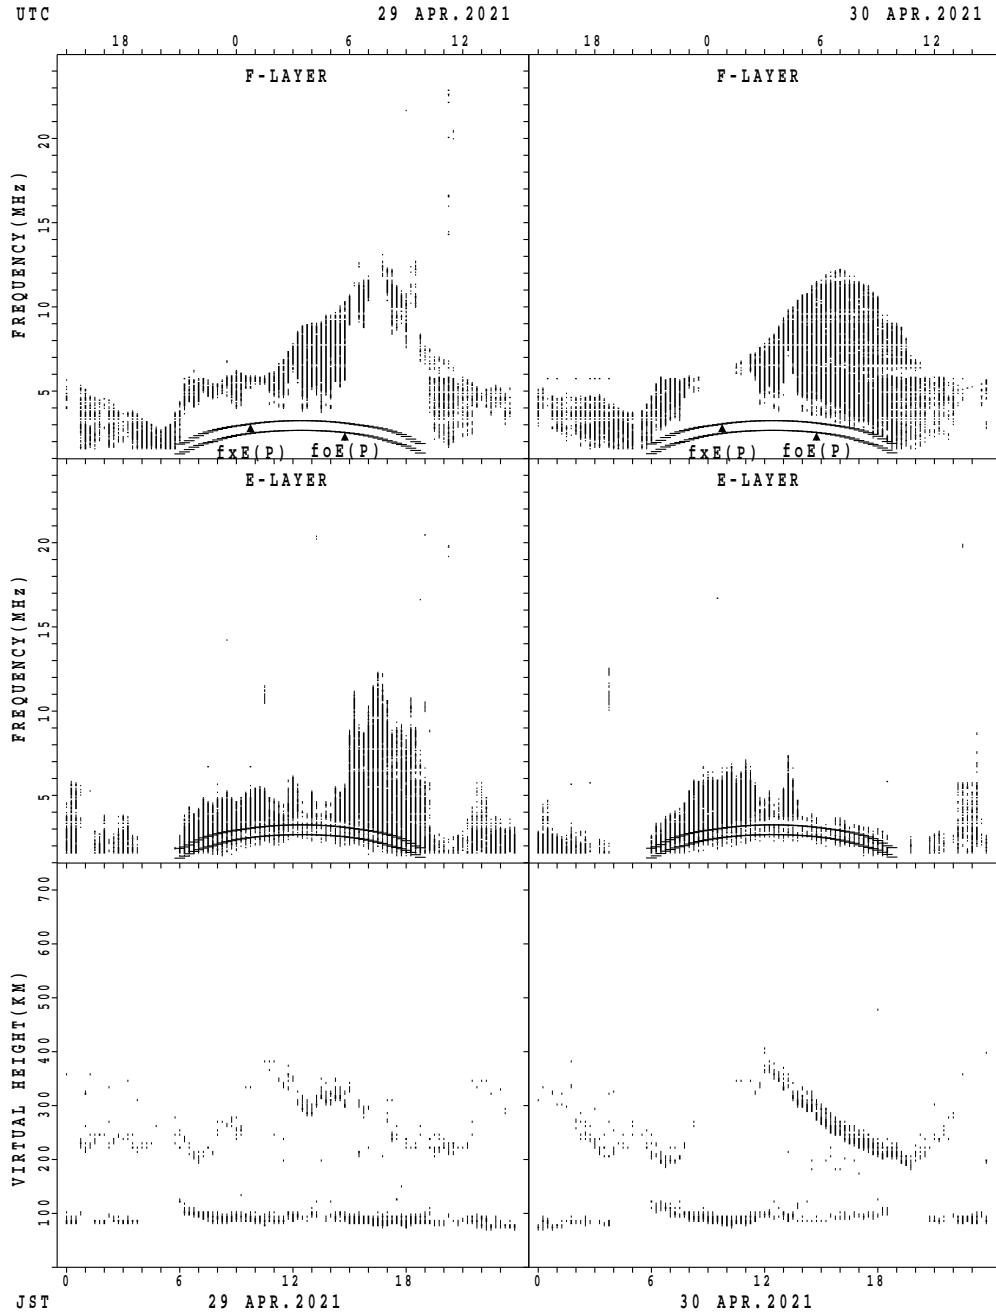 UTC 29 APR.2021 30 APR.2021
18 0 6 12 18 0 6 12
F-LAYER F-LAYER
FREQUENCY(MHz)
20
15
10
5
fxE(P) foE(P) fxE(P) foE(P)
E-LAYER E-LAYER
FREQUENCY(MHz)
20
15
10
5
VIRTUAL HEIGHT(KM)
700
600
500
400
300
200
100
0 6 12 18 0 6 12 18
JST 29 APR.2021 30 APR.2021